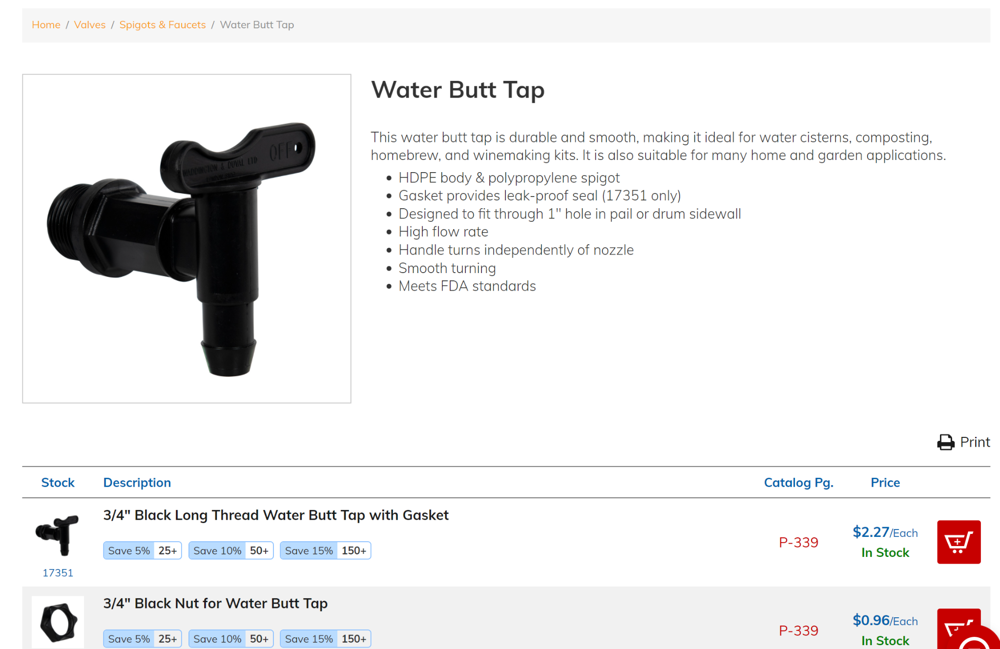 Home / Valves / Spigots & Faucets / Water Butt Tap
Water Butt Tap
This water butt tap is durable and smooth, making it ideal for water cisterns, composting,
homebrew, and winemaking kits. It is also suitable for many home and garden applications.
• HDPE body & polypropylene spigot
• Gasket provides leak-proof seal (17351 only)
• Designed to fit through 1" hole in pail or drum sidewall
• High flow rate
• Handle turns independently of nozzle
• Smooth turning
• Meets FDA standards
OFF
WADDINGTON & DUVAL LTD
Print
Stock Description Catalog Pg. Price
3/4" Black Long Thread Water Butt Tap with Gasket
Save 5% 25+ Save 10% 50+ Save 15% 150+
17351
P-339
$2.27/Each
In Stock
3/4" Black Nut for Water Butt Tap
Save 5% 25+ Save 10% 50+ Save 15% 150+
P-339
$0.96/Each
In Stock